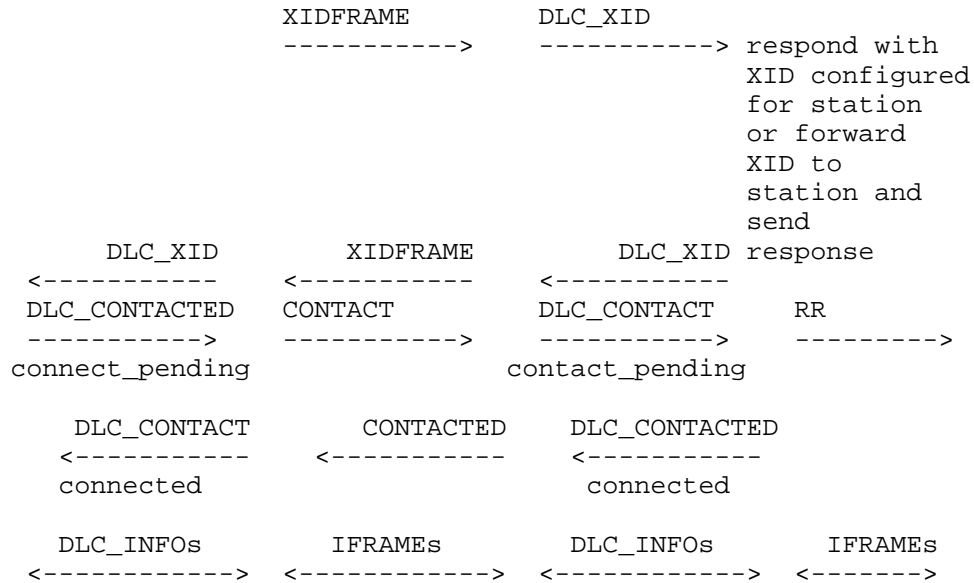 XIDFRAME DLC_XID
-----------> -----------> respond with
XID configured
for station
or forward
XID to
station and
send
DLC_XID XIDFRAME DLC_XID response
<----------- <----------- <-----------
DLC_CONTACTED CONTACT DLC_CONTACT RR
-----------> -----------> -----------> --------->
connect_pending contact_pending
DLC_CONTACT CONTACTED DLC_CONTACTED
<----------- <----------- <-----------
connected connected
DLC_INFOs IFRAMEs DLC_INFOs IFRAMEs
<------------> <------------> <------------> <------->